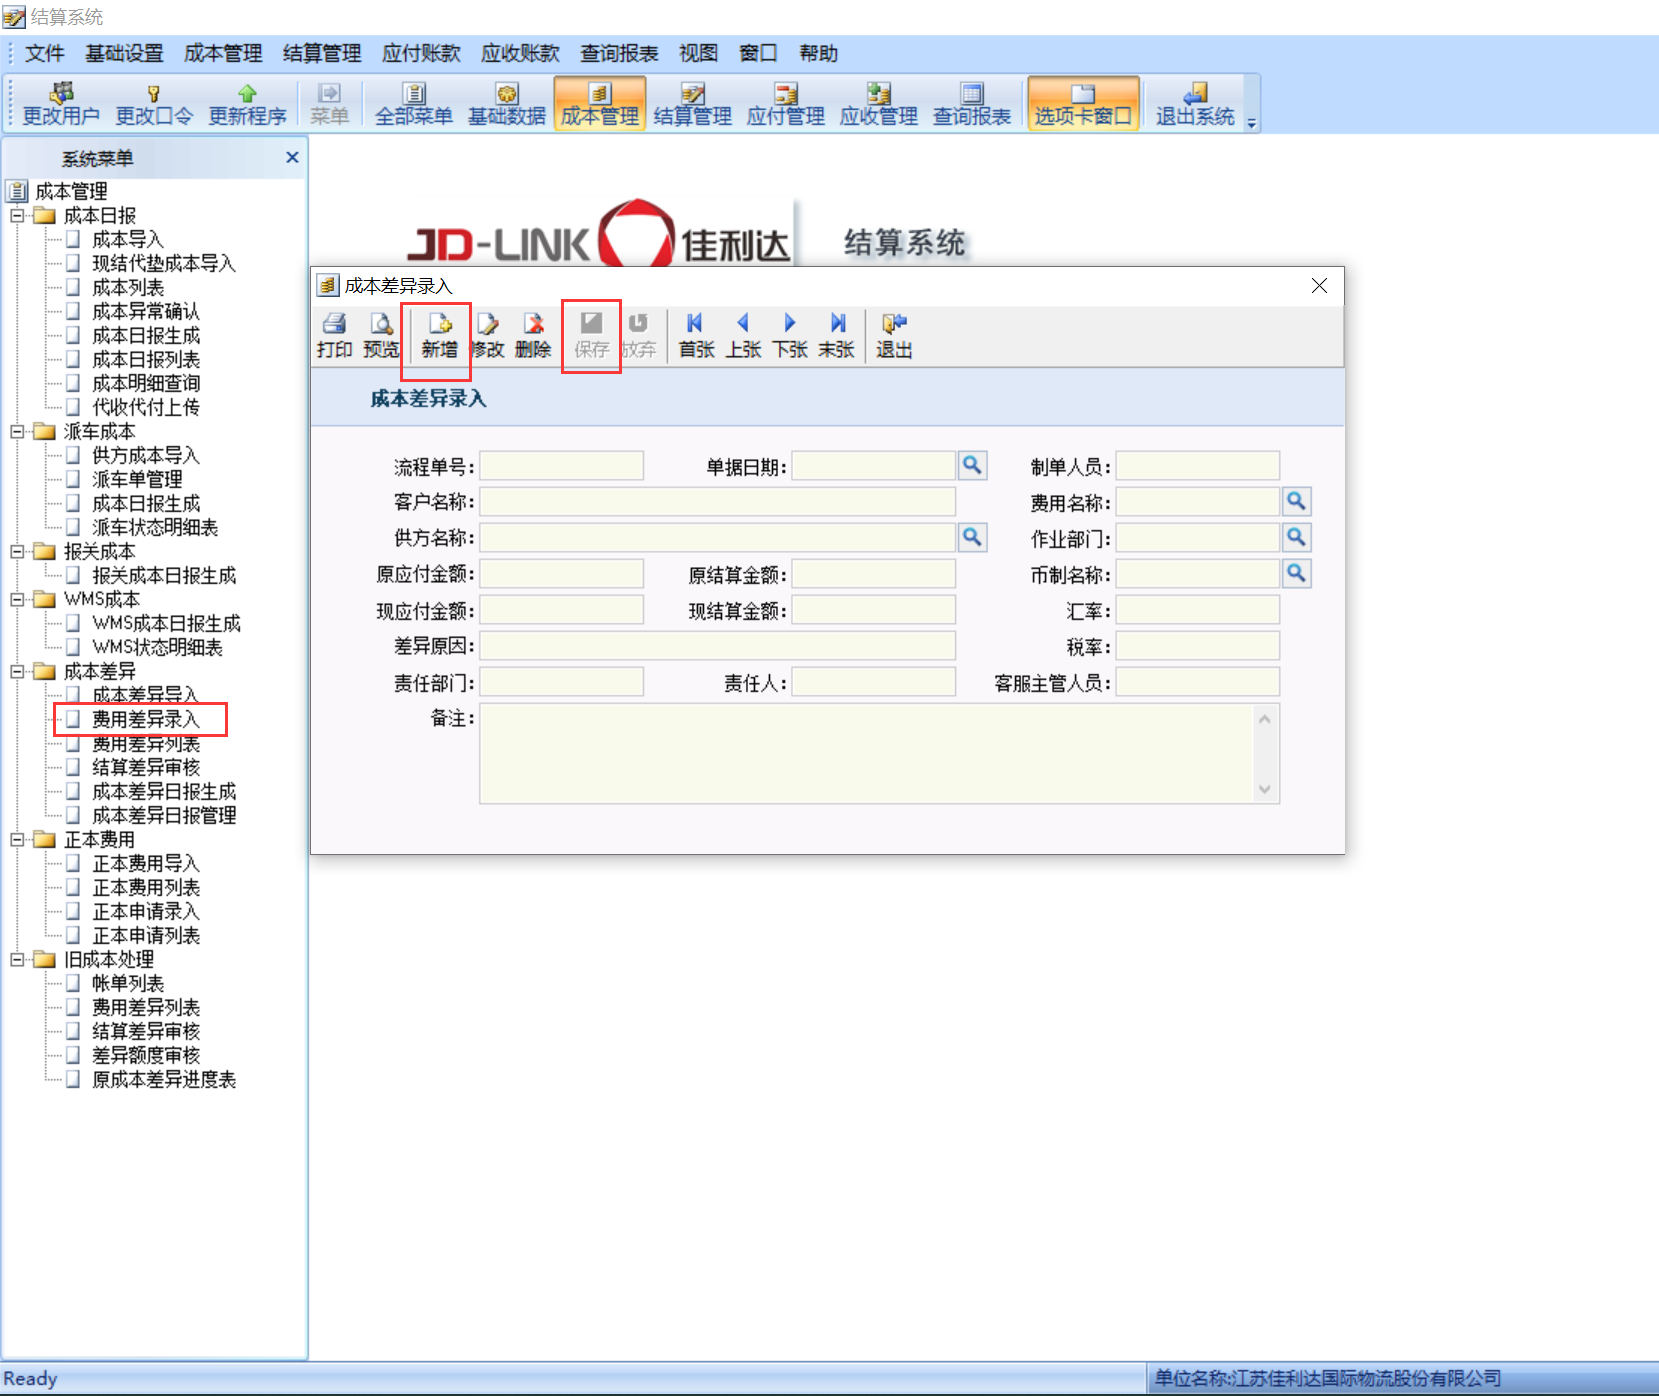 结算系统
文件 基础设置 成本管理 结算管理 应付账款 应收账款 查询报表 视图 窗口 帮助
更改用户 更改口令 更新程序 菜单 全部菜单 基础数据 成本管理 结算管理 应付管理 应收管理 查询报表 选项卡窗口 退出系统
系统菜单
成本管理
成本日报
成本导入
现结代垫成本导入
成本列表
成本异常确认
成本日报生成
成本日报列表
成本明细查询
代收代付上传
派车成本
供方成本导入
派车单管理
成本日报生成
派车状态明细表
报关成本
报关成本日报生成
WMS成本
WMS成本日报生成
WMS状态明细表
成本差异
成本差异导入
费用差异录入
费用差异列表
结算差异审核
成本差异日报生成
成本差异日报管理
正本费用
正本费用导入
正本费用列表
正本申请录入
正本申请列表
旧成本处理
帐单列表
费用差异列表
结算差异审核
差异额度审核
原成本差异进度表
JD-LINK 佳利达 结算系统
成本差异录入
打印 预览 新增 修改 删除 保存 放弃 首张 上张 下张 末张 退出
成本差异录入
流程单号: 单据日期: 制单人员:
客户名称: 费用名称:
供方名称: 作业部门:
原应付金额: 原结算金额: 币制名称:
现应付金额: 现结算金额: 汇率:
差异原因: 税率:
责任部门: 责任人: 客服主管人员:
备注:
Ready 单位名称:江苏佳利达国际物流股份有限公司